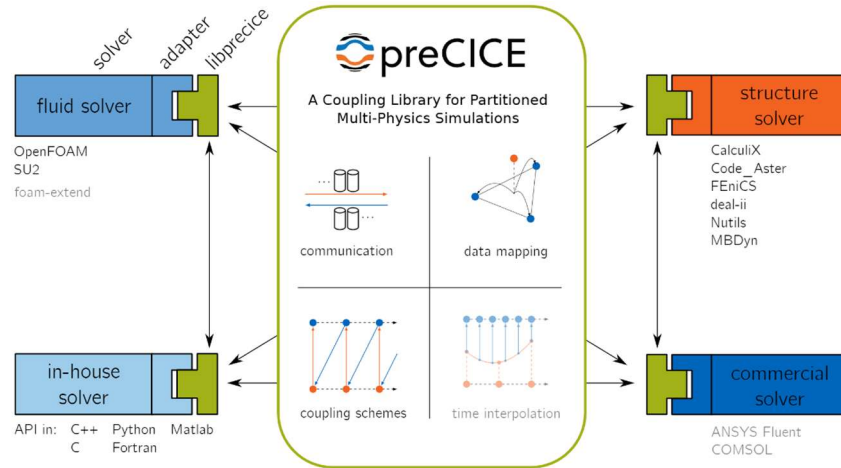 solver
adapter
libprecice
preCICE
A Coupling Library for Partitioned
Multi-Physics Simulations
fluid solver
OpenFOAM
SU2
foam-extend
structure
solver
CalculiX
Code_Aster
FEniCS
deal-ii
Nutils
MBDyn
...
...
communication
data mapping
coupling schemes
time interpolation
in-house
solver
API in: C++ Python Matlab
C Fortran
commercial
solver
ANSYS Fluent
COMSOL